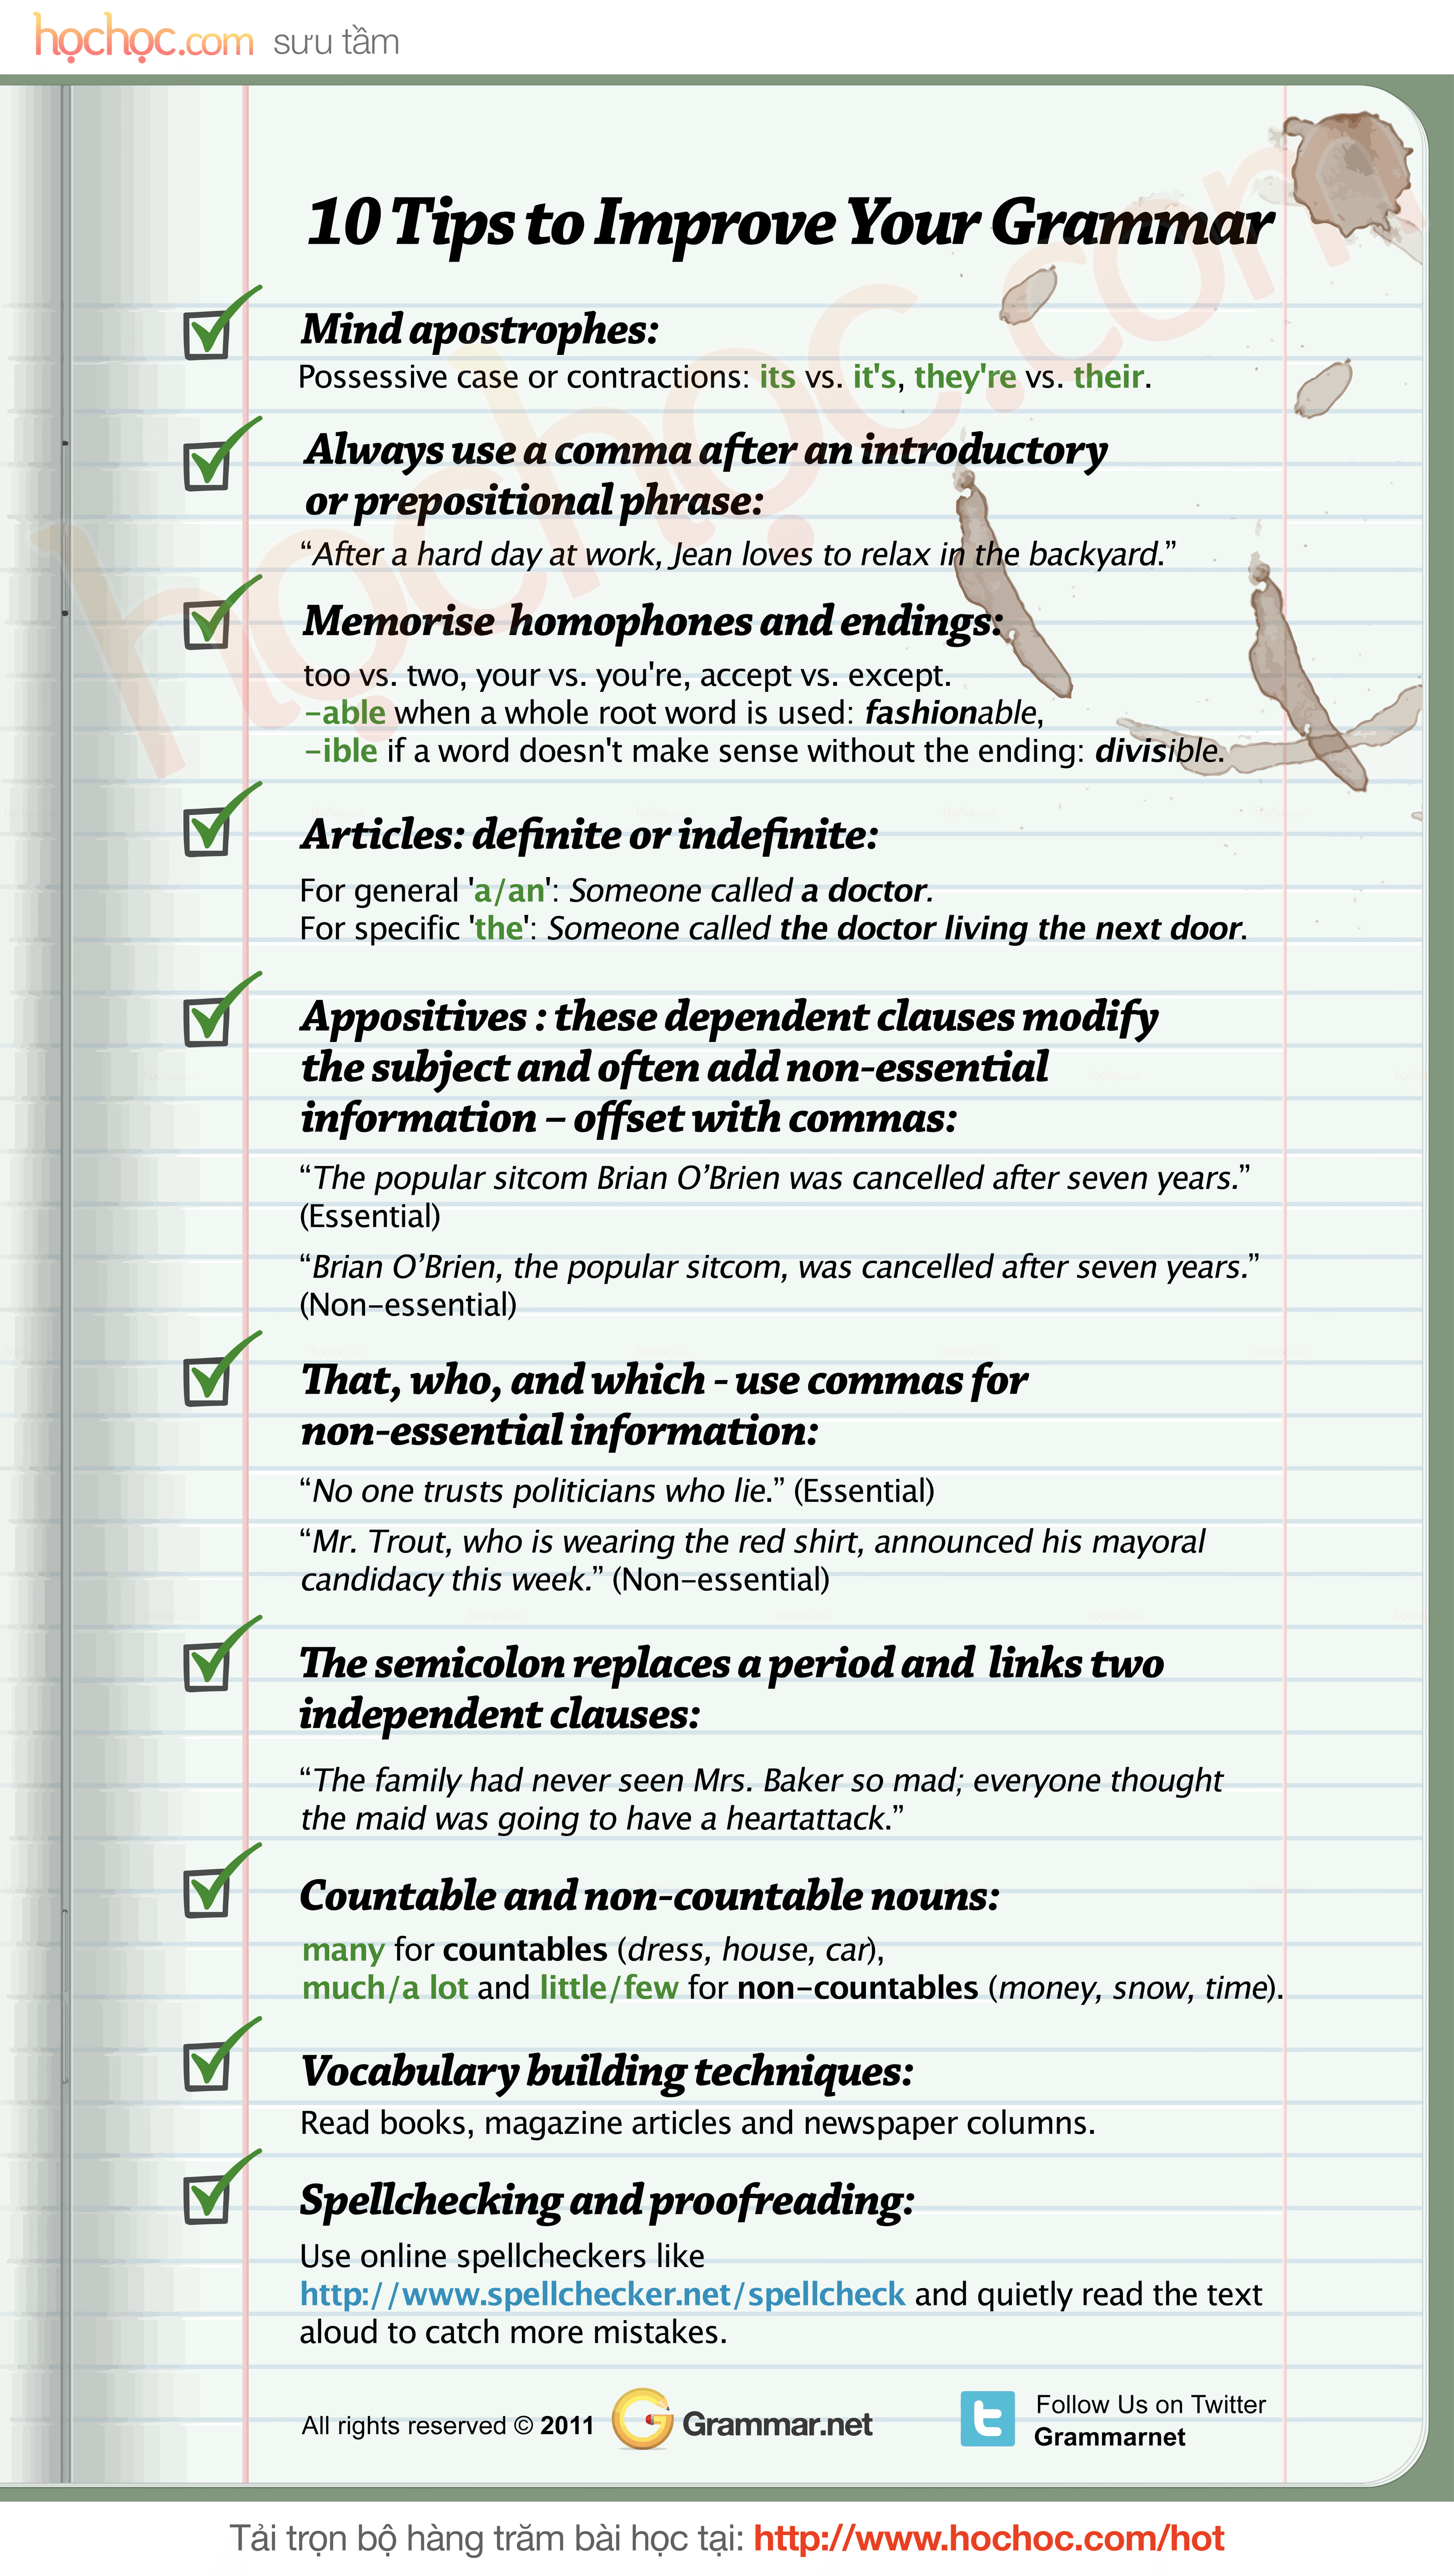 họchọc.com sưu tầm
10 Tips to Improve Your Grammar
Mind apostrophes:
Possessive case or contractions: its vs. it's, they're vs. their.
Always use a comma after an introductory
or prepositional phrase:
“After a hard day at work, Jean loves to relax in the backyard.”
Memorise homophones and endings:
too vs. two, your vs. you're, accept vs. except.
–able when a whole root word is used: fashionable,
–ible if a word doesn't make sense without the ending: divisible.
Articles: definite or indefinite:
For general 'a/an': Someone called a doctor.
For specific 'the': Someone called the doctor living the next door.
Appositives : these dependent clauses modify
the subject and often add non-essential
information – offset with commas:
“The popular sitcom Brian O’Brien was cancelled after seven years.”
(Essential)
“Brian O’Brien, the popular sitcom, was cancelled after seven years.”
(Non–essential)
That, who, and which - use commas for
non-essential information:
“No one trusts politicians who lie.” (Essential)
“Mr. Trout, who is wearing the red shirt, announced his mayoral
candidacy this week.” (Non–essential)
The semicolon replaces a period and links two
independent clauses:
“The family had never seen Mrs. Baker so mad; everyone thought
the maid was going to have a heartattack.”
Countable and non-countable nouns:
many for countables (dress, house, car),
much/a lot and little/few for non–countables (money, snow, time).
Vocabulary building techniques:
Read books, magazine articles and newspaper columns.
Spellchecking and proofreading:
Use online spellcheckers like
http://www.spellchecker.net/spellcheck and quietly read the text
aloud to catch more mistakes.
All rights reserved © 2011 Grammar.net
Follow Us on Twitter
Grammarnet
Tải trọn bộ hàng trăm bài học tại: http://www.hochoc.com/hot
họchọc.com